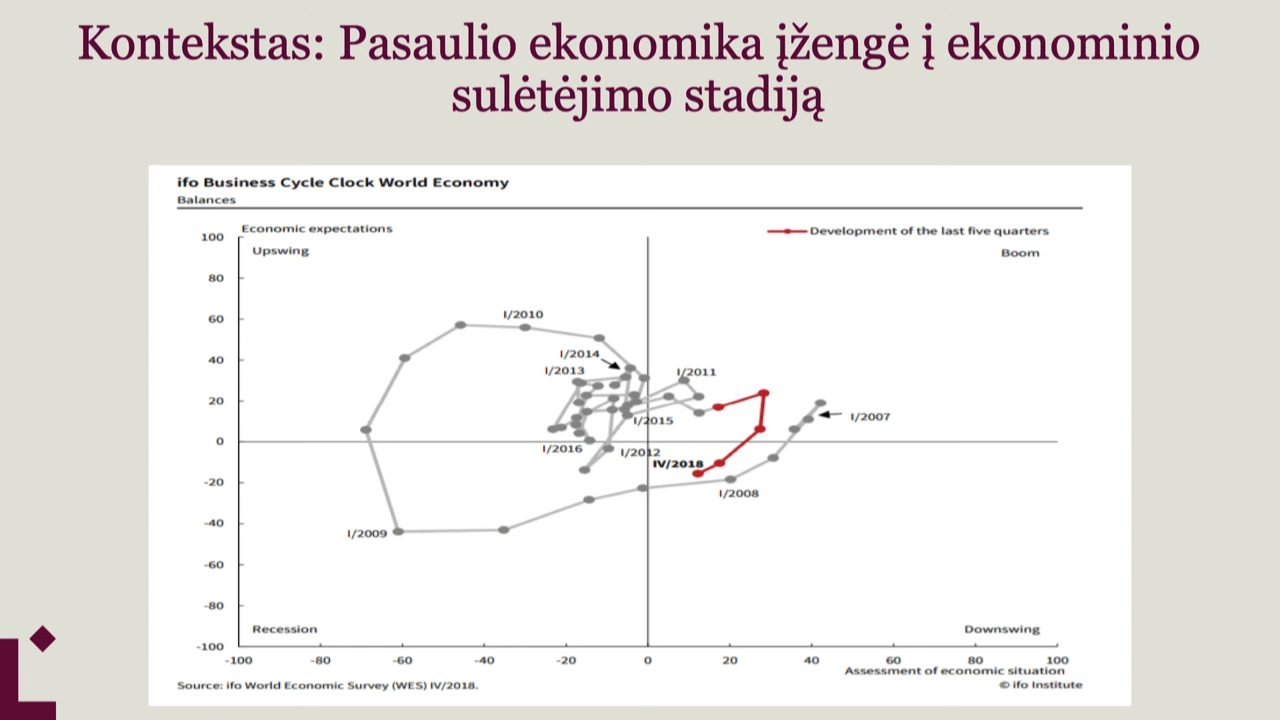 Kontekstas: Pasaulio ekonomika įžengė į ekonominio
sulėtėjimo stadiją
ifo Business Cycle Clock World Economy
Balances
Economic expectations
Development of the last five quarters
100
Upswing
Boom
80
60
I/2010
40
I/2014
I/2013
I/2011
20
I/2015
I/2007
0
I/2016
I/2012
IV/2018
-20
I/2008
-40
I/2009
-60
-80
Recession
Downswing
-100
-100 -80 -60 -40 -20 0 20 40 60 80 100
Assessment of economic situation
Source: ifo World Economic Survey (WES) IV/2018.
© ifo Institute